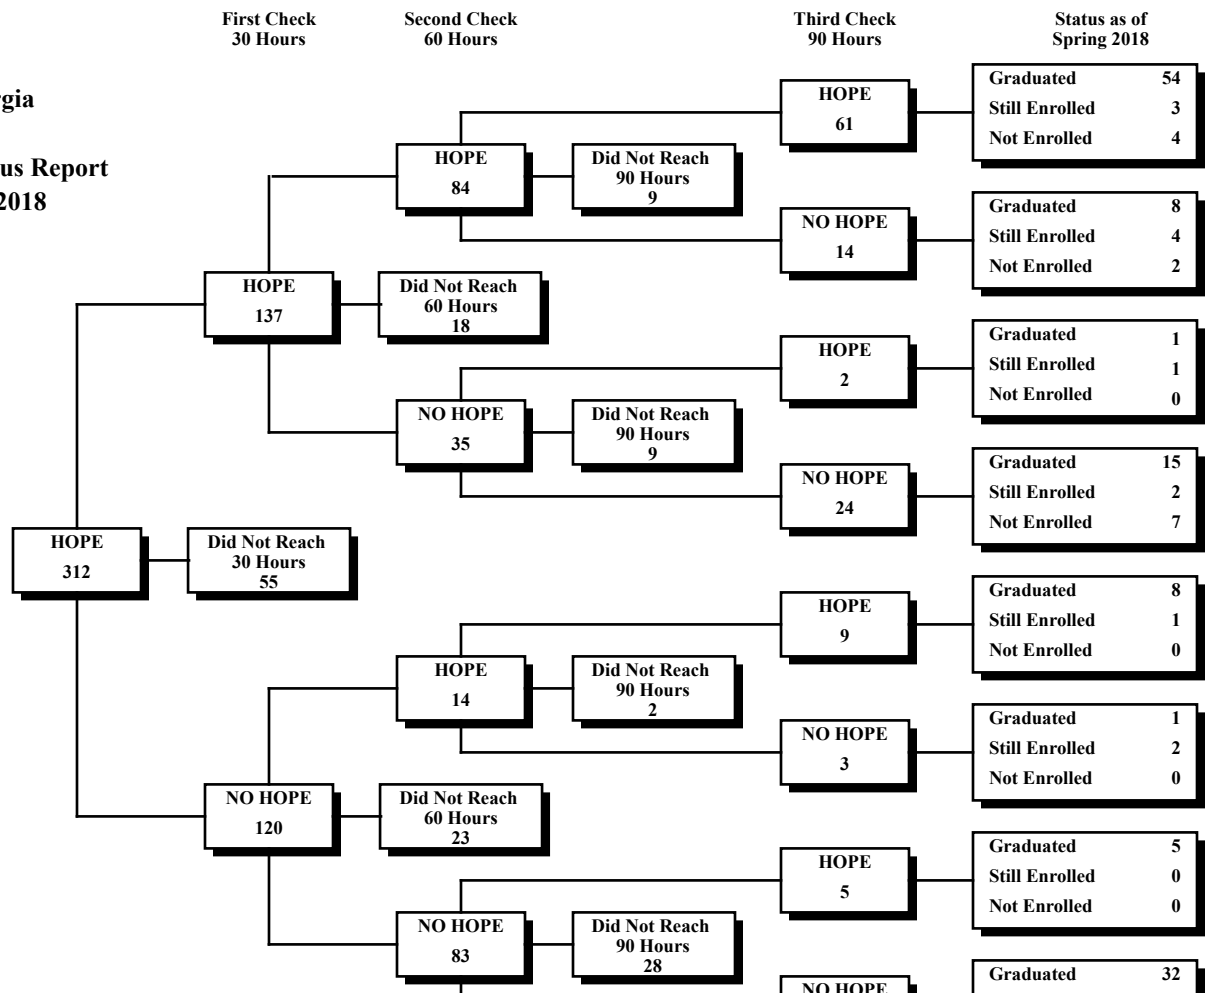 First Check
30 Hours
Second Check
60 Hours
Third Check
90 Hours
Status as of
Spring 2018
rgia
us Report
2018
HOPE
61
Graduated 54
Still Enrolled 3
Not Enrolled 4
HOPE
84
Did Not Reach
90 Hours
9
NO HOPE
14
Graduated 8
Still Enrolled 4
Not Enrolled 2
HOPE
137
Did Not Reach
60 Hours
18
HOPE
2
Graduated 1
Still Enrolled 1
Not Enrolled 0
NO HOPE
35
Did Not Reach
90 Hours
9
NO HOPE
24
Graduated 15
Still Enrolled 2
Not Enrolled 7
HOPE
312
Did Not Reach
30 Hours
55
HOPE
9
Graduated 8
Still Enrolled 1
Not Enrolled 0
HOPE
14
Did Not Reach
90 Hours
2
NO HOPE
3
Graduated 1
Still Enrolled 2
Not Enrolled 0
NO HOPE
120
Did Not Reach
60 Hours
23
HOPE
5
Graduated 5
Still Enrolled 0
Not Enrolled 0
NO HOPE
83
Did Not Reach
90 Hours
28
NO HOPE
Graduated 32